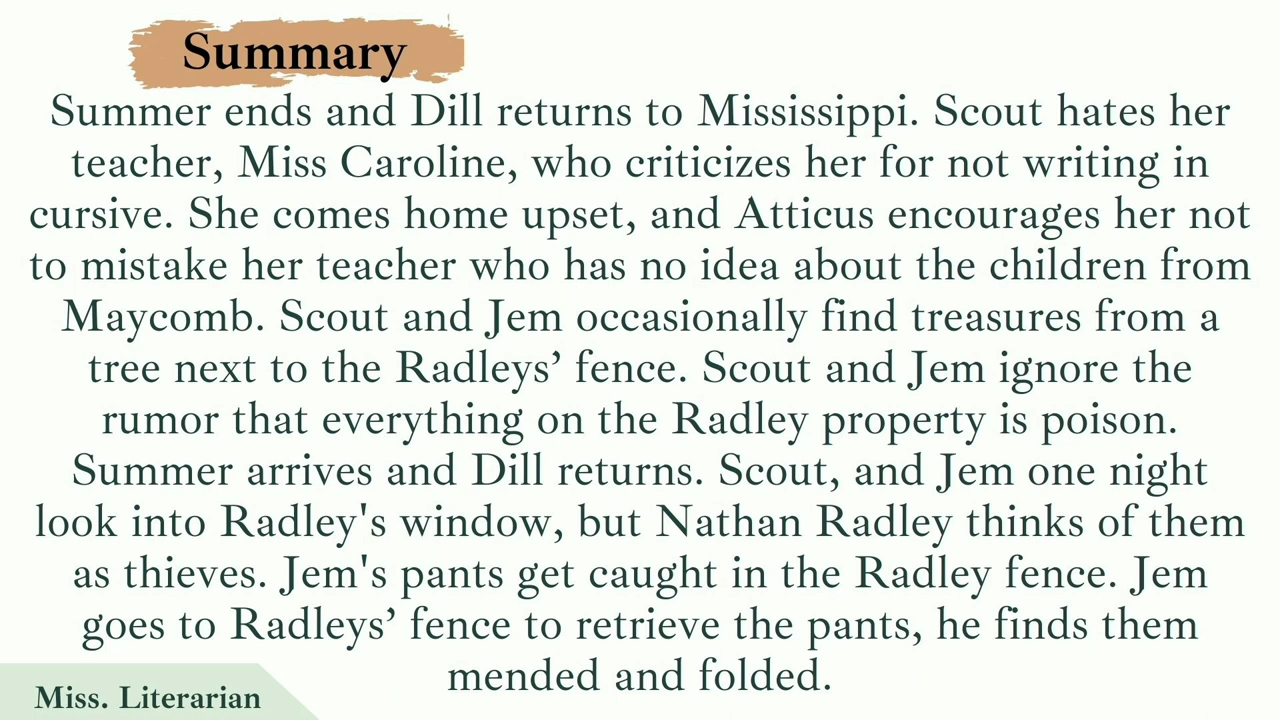 Summary
Summer ends and Dill returns to Mississippi. Scout hates her
teacher, Miss Caroline, who criticizes her for not writing in
cursive. She comes home upset, and Atticus encourages her not
to mistake her teacher who has no idea about the children from
Maycomb. Scout and Jem occasionally find treasures from a
tree next to the Radleys’ fence. Scout and Jem ignore the
rumor that everything on the Radley property is poison.
Summer arrives and Dill returns. Scout, and Jem one night
look into Radley's window, but Nathan Radley thinks of them
as thieves. Jem's pants get caught in the Radley fence. Jem
goes to Radleys’ fence to retrieve the pants, he finds them
mended and folded.
Miss. Literarian